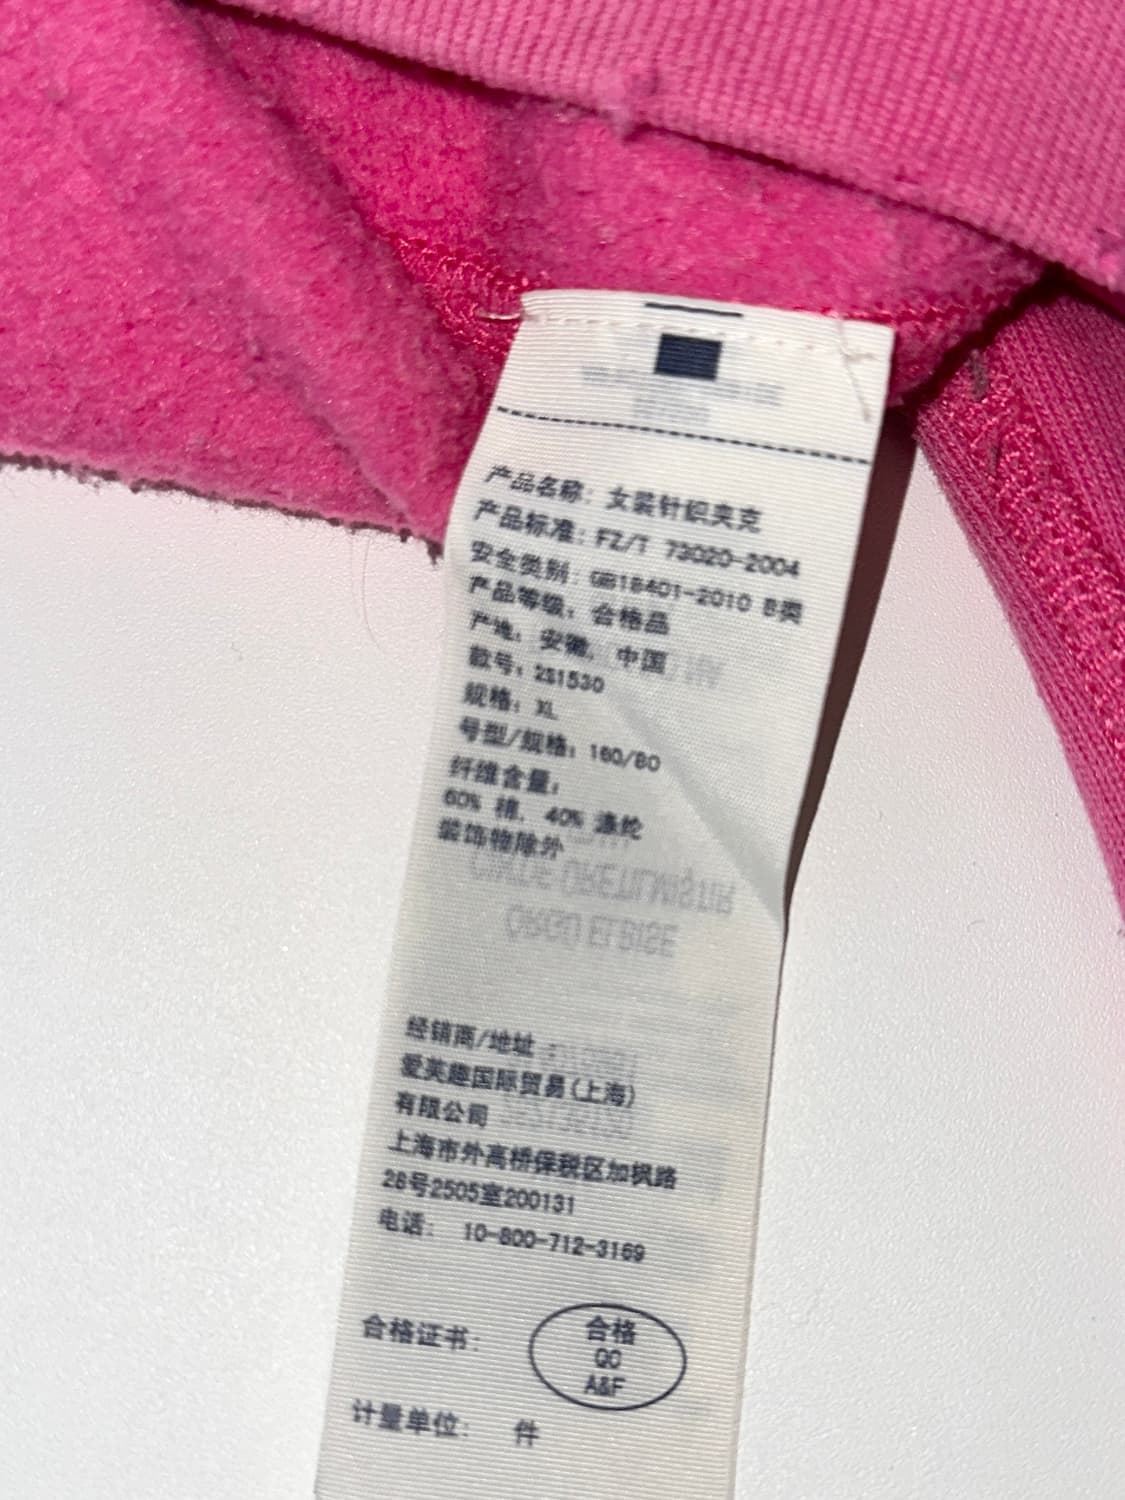 产品名称: 女装针织夹克
产品标准: FZ/T 73020-2004
安全类别: GB18401-2010 B类
产品等级: 合格品
产地: 安徽, 中国
款号: 2S1530
规格: XL
号型/规格: 160/80
纤维含量:
60% 棉, 40% 涤纶
装饰物除外
经销商/地址:
爱芙趣国际贸易(上海)
有限公司
上海市外高桥保税区加枫路
28号2505室200131
电话: 10-800-712-3169
合格证书:
合格
QC
A&F
计量单位: 件